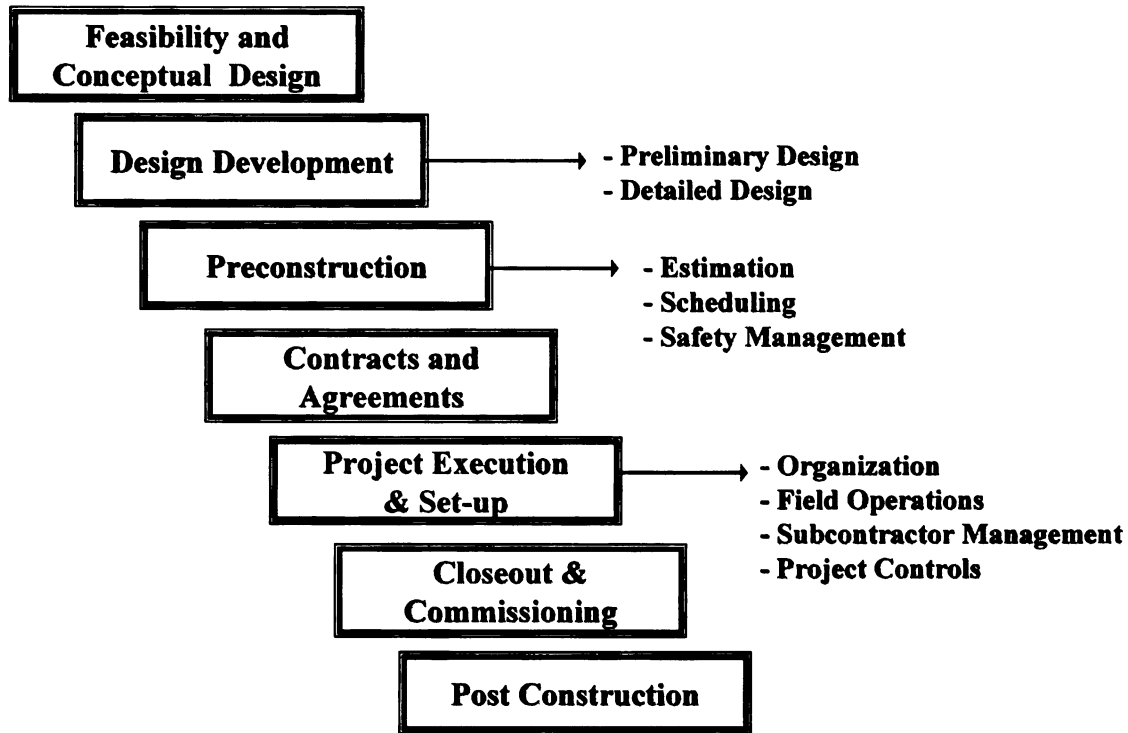 Feasibility and
Conceptual Design
Design Development
- Preliminary Design
- Detailed Design
Preconstruction
- Estimation
- Scheduling
- Safety Management
Contracts and
Agreements
Project Execution
& Set-up
- Organization
- Field Operations
- Subcontractor Management
- Project Controls
Closeout &
Commissioning
Post Construction